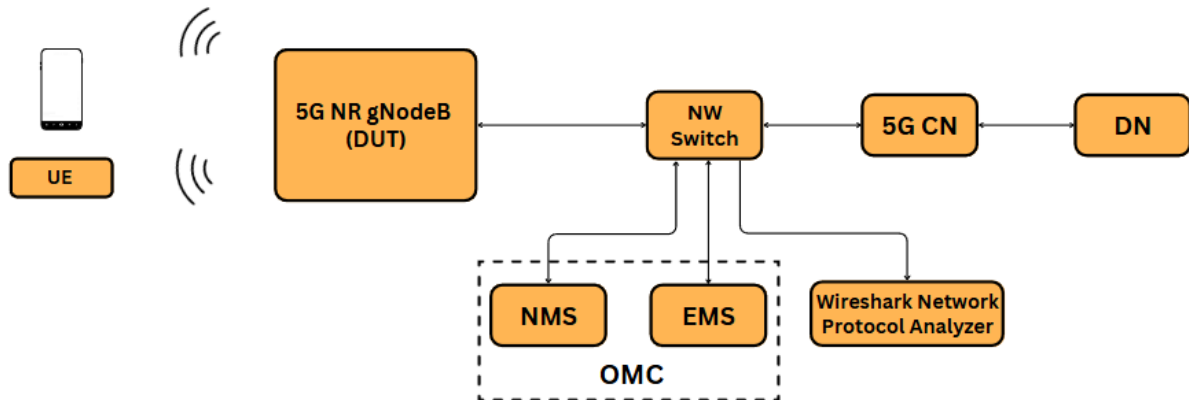 5G NR gNodeB
(DUT)
NW
Switch
5G CN
DN
UE
NMS
EMS
Wireshark Network
Protocol Analyzer
OMC